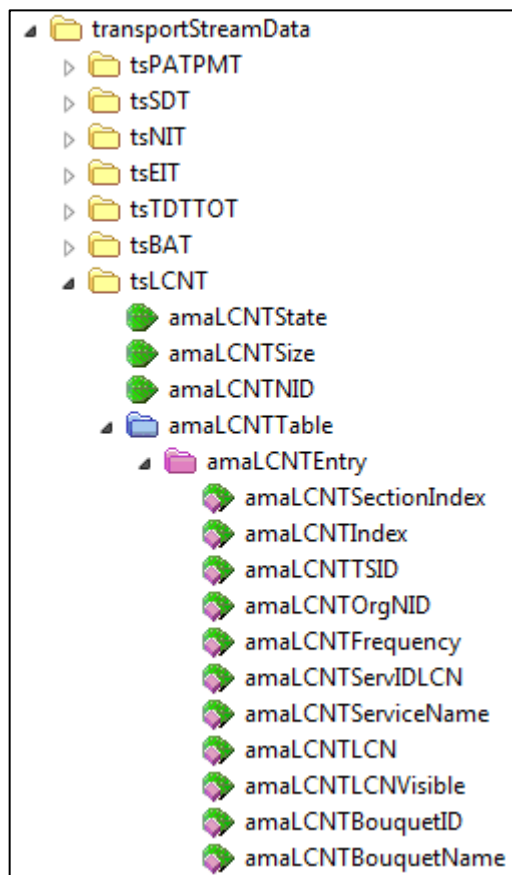 transportStreamData
tsPATPMT
tsSDT
tsNIT
tsEIT
tsTDTTOT
tsBAT
tsLCNT
amaLCNTState
amaLCNTSize
amaLCNTNID
amaLCNTTable
amaLCNTEntry
amaLCNTSectionIndex
amaLCNTIndex
amaLCNTTSID
amaLCNTOrgNID
amaLCNTFrequency
amaLCNTServIDLCN
amaLCNTServiceName
amaLCNTLCN
amaLCNTLCNVisible
amaLCNTBouquetID
amaLCNTBouquetName